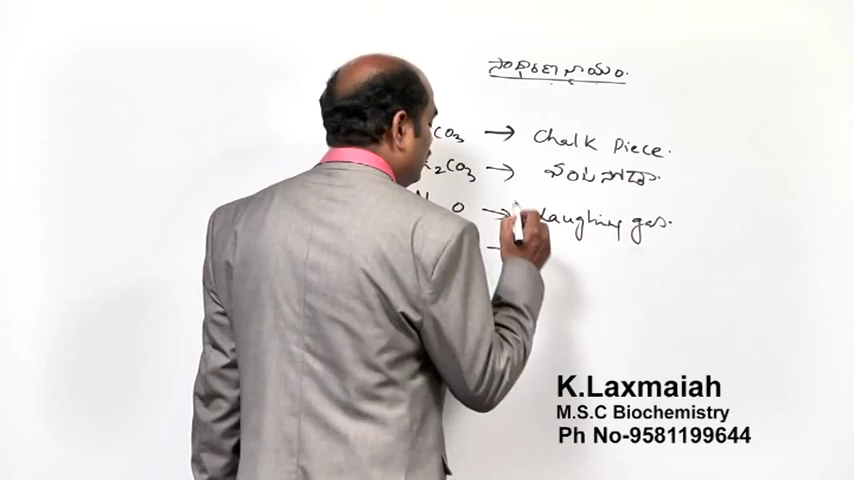 సాధారణ నామం.
CO3 → Chalk Piece.
2CO3 →
O → Laughing gas.
K.Laxmaiah
M.S.C Biochemistry
Ph No-9581199644